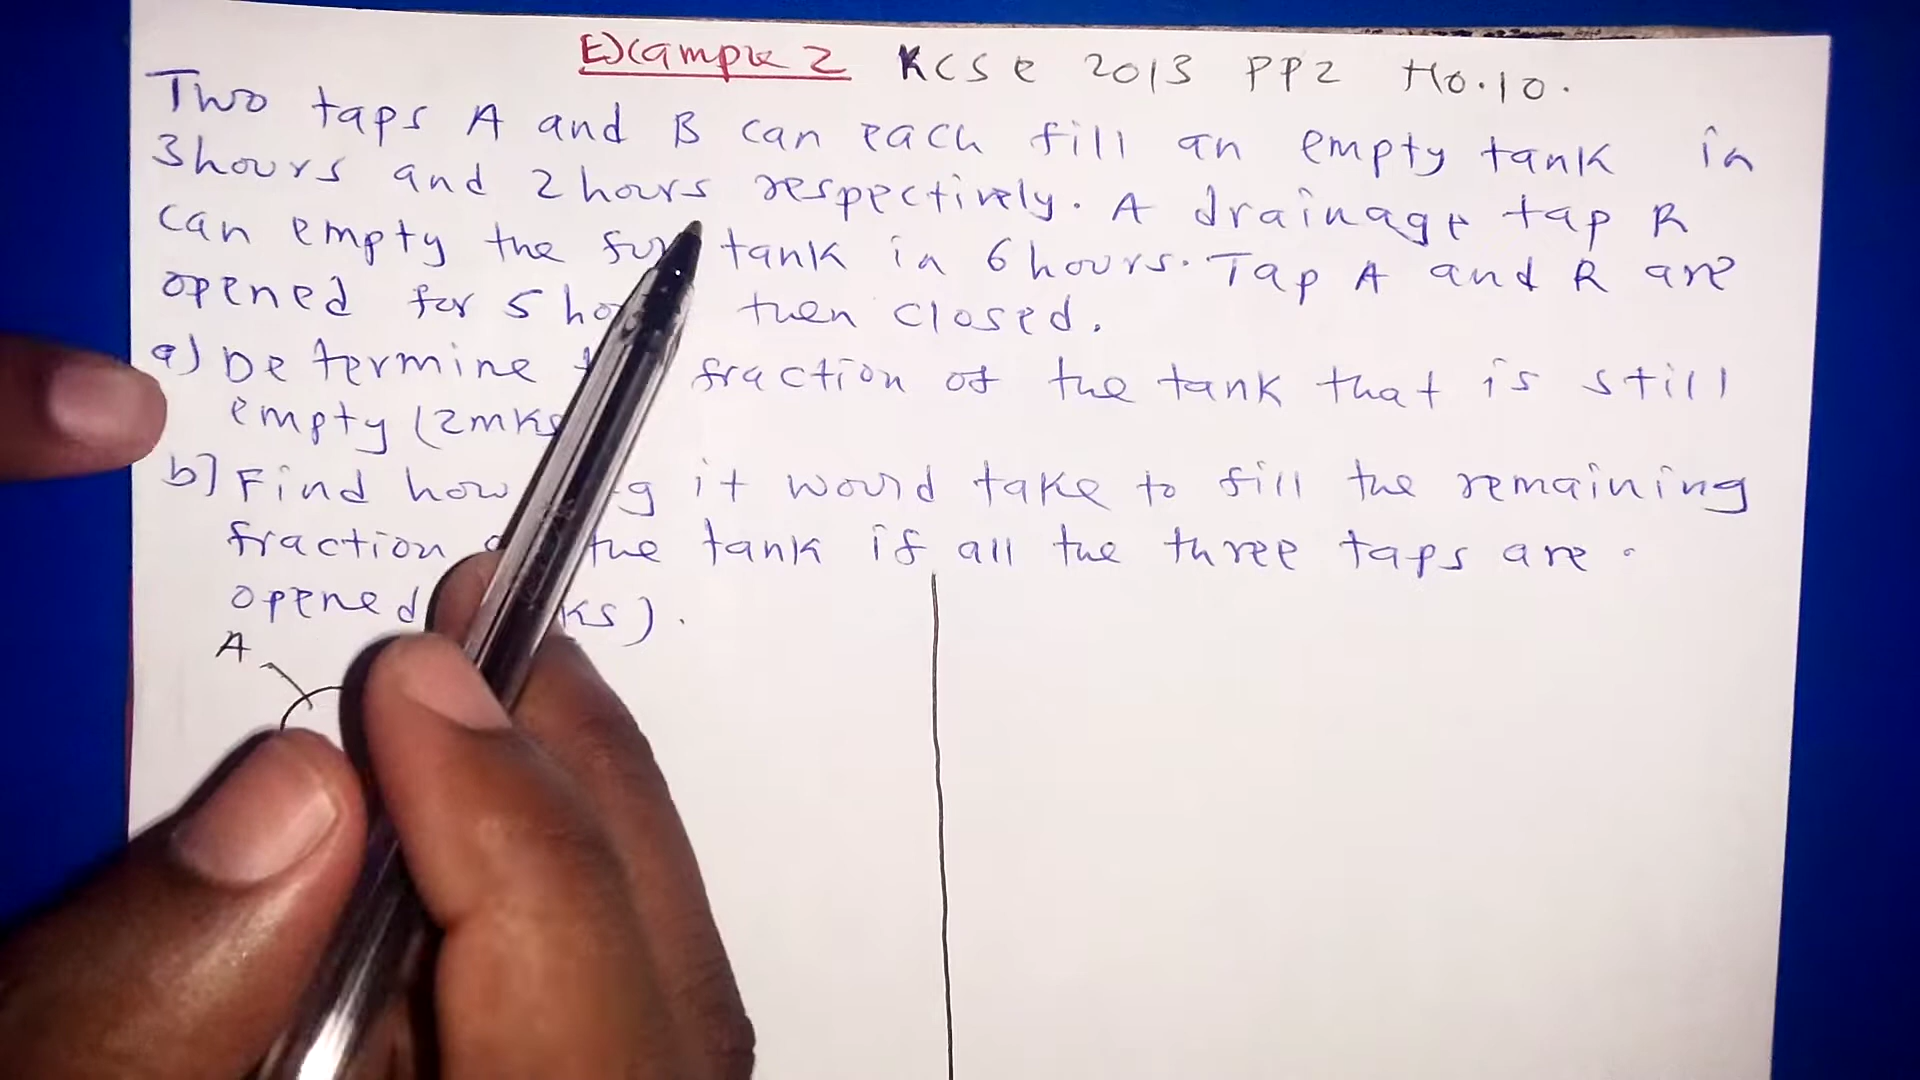 Example 2 KCSE 2013 PP2 No.10.
Two taps A and B can each fill an empty tank in
3hours and 2hours respectively. A drainage tap R
can empty the tank in 6hours. Tap A and R are
opened for 5 then closed.
a) Determine fraction of the tank that is still
empty (2mks
b) Find how it would take to fill the remaining
fraction the tank if all the three taps are
opened
A